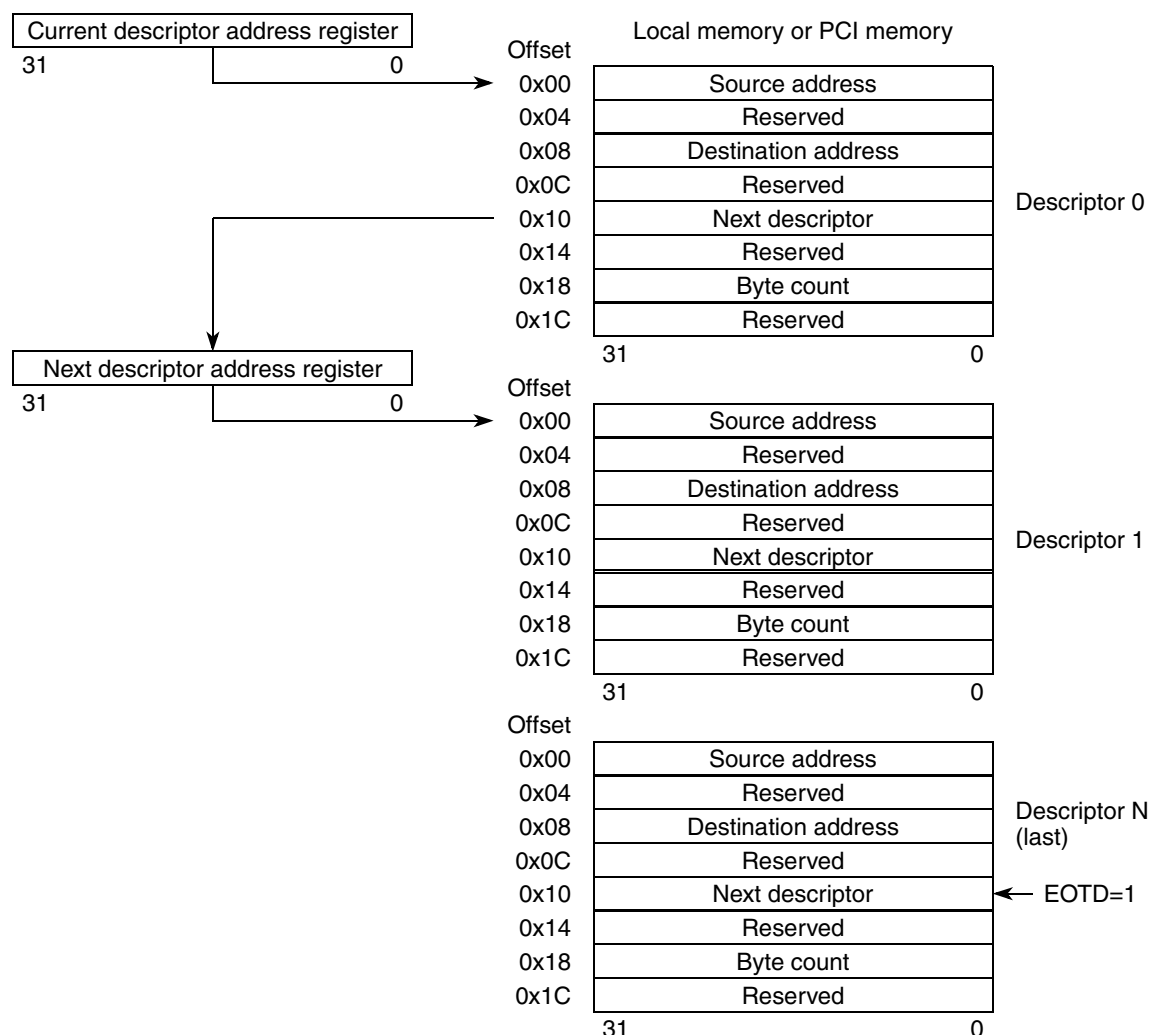 Current descriptor address register
31 0
Local memory or PCI memory
Offset
0x00 Source address
0x04 Reserved
0x08 Destination address
0x0C Reserved
0x10 Next descriptor
0x14 Reserved
0x18 Byte count
0x1C Reserved
31 0
Descriptor 0
Next descriptor address register
31 0
Offset
0x00 Source address
0x04 Reserved
0x08 Destination address
0x0C Reserved
0x10 Next descriptor
0x14 Reserved
0x18 Byte count
0x1C Reserved
31 0
Descriptor 1
Offset
0x00 Source address
0x04 Reserved
0x08 Destination address
0x0C Reserved
0x10 Next descriptor
0x14 Reserved
0x18 Byte count
0x1C Reserved
31 0
Descriptor N
(last)
EOTD=1